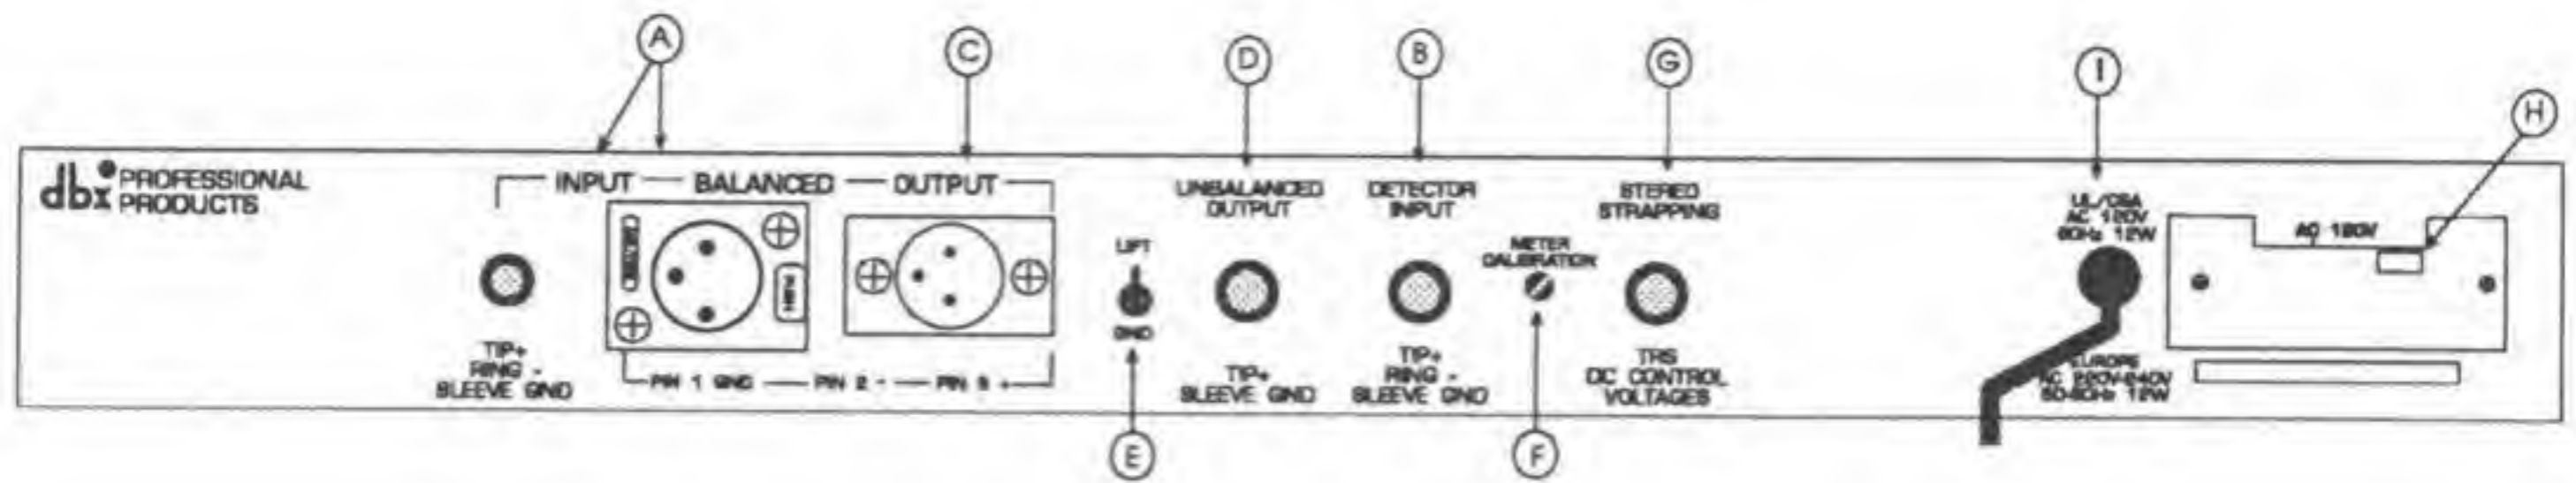 A
C
D
B
G
I
H
dbx PROFESSIONAL
PRODUCTS
INPUT BALANCED OUTPUT
UNBALANCED
OUTPUT
DETECTOR
INPUT
STEREO
STRAPPING
UL/CSA
AC 120V
60Hz 12W
AC 120V
PUSH
LIFT
GND
METER
CALIBRATION
TIP+
RING -
SLEEVE GND
PIN 1 GND PIN 2 - PIN 3 +
TIP+
SLEEVE GND
TIP+
RING -
SLEEVE GND
TRS
DC CONTROL
VOLTAGES
EUROPE
AC 220V-240V
50-60Hz 12W
E
F